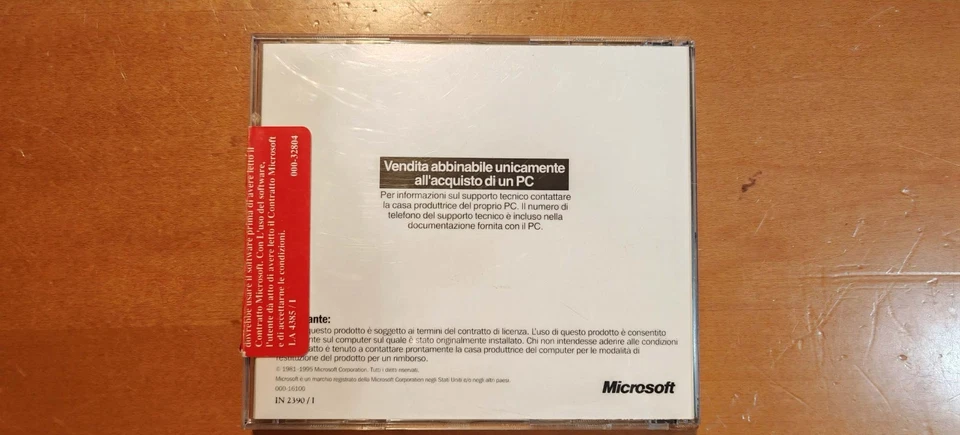 Vendita abbinabile unicamente
all'acquisto di un PC
Per informazioni sul supporto tecnico contattare
la casa produttrice del proprio PC. Il numero di
telefono del supporto tecnico è incluso nella
documentazione fornita con il PC.
dovrebbe usare il software prima di avere letto il
Contratto Microsoft. Con L'uso del software,
l'utente da atto di avere letto il Contratto Microsoft
e di accettarne le condizioni.
LA 4385 / I
000-32804
ante:
questo prodotto è soggetto ai termini del contratto di licenza. L'uso di questo prodotto è consentito
sul computer sul quale è stato originalmente installato. Chi non intendesse aderire alle condizioni
è tenuto a contattare prontamente la casa produttrice del computer per le modalità di
restituzione del prodotto per un rimborso.
© 1981-1995 Microsoft Corporation. Tutti i diritti riservati.
Microsoft è un marchio registrato della Microsoft Corporation negli Stati Uniti e/o negli altri paesi.
000-16100
IN 2390 / I
Microsoft